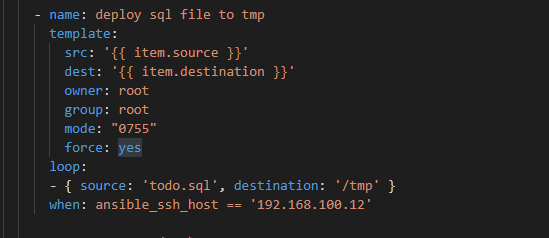 - name: deploy sql file to tmp
template:
src: '{{ item.source }}'
dest: '{{ item.destination }}'
owner: root
group: root
mode: "0755"
force: yes
loop:
- { source: 'todo.sql', destination: '/tmp' }
when: ansible_ssh_host == '192.168.100.12'